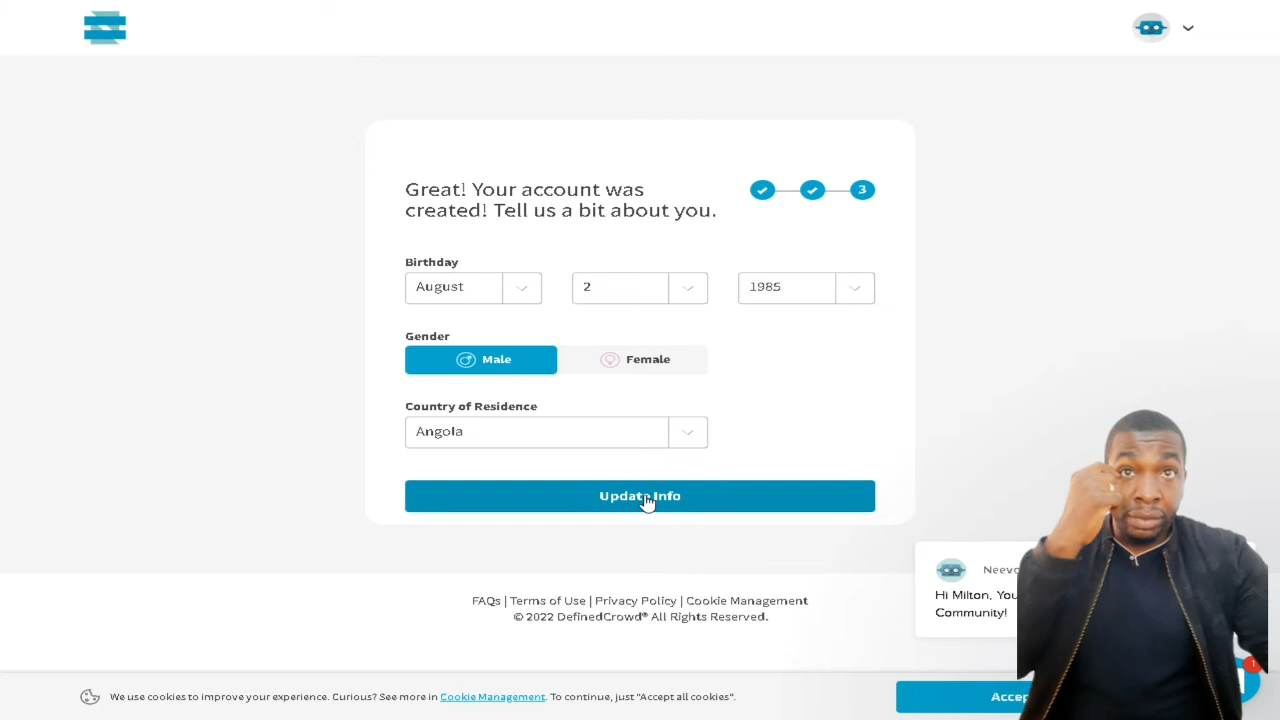 Great! Your account was
created! Tell us a bit about you.
3
Birthday
August
2
1985
Gender
Male
Female
Country of Residence
Angola
Update Info
Hi Milton, You
Community!
FAQs | Terms of Use | Privacy Policy | Cookie Management
© 2022 DefinedCrowd® All Rights Reserved.
1
We use cookies to improve your experience. Curious? See more in Cookie Management. To continue, just "Accept all cookies".